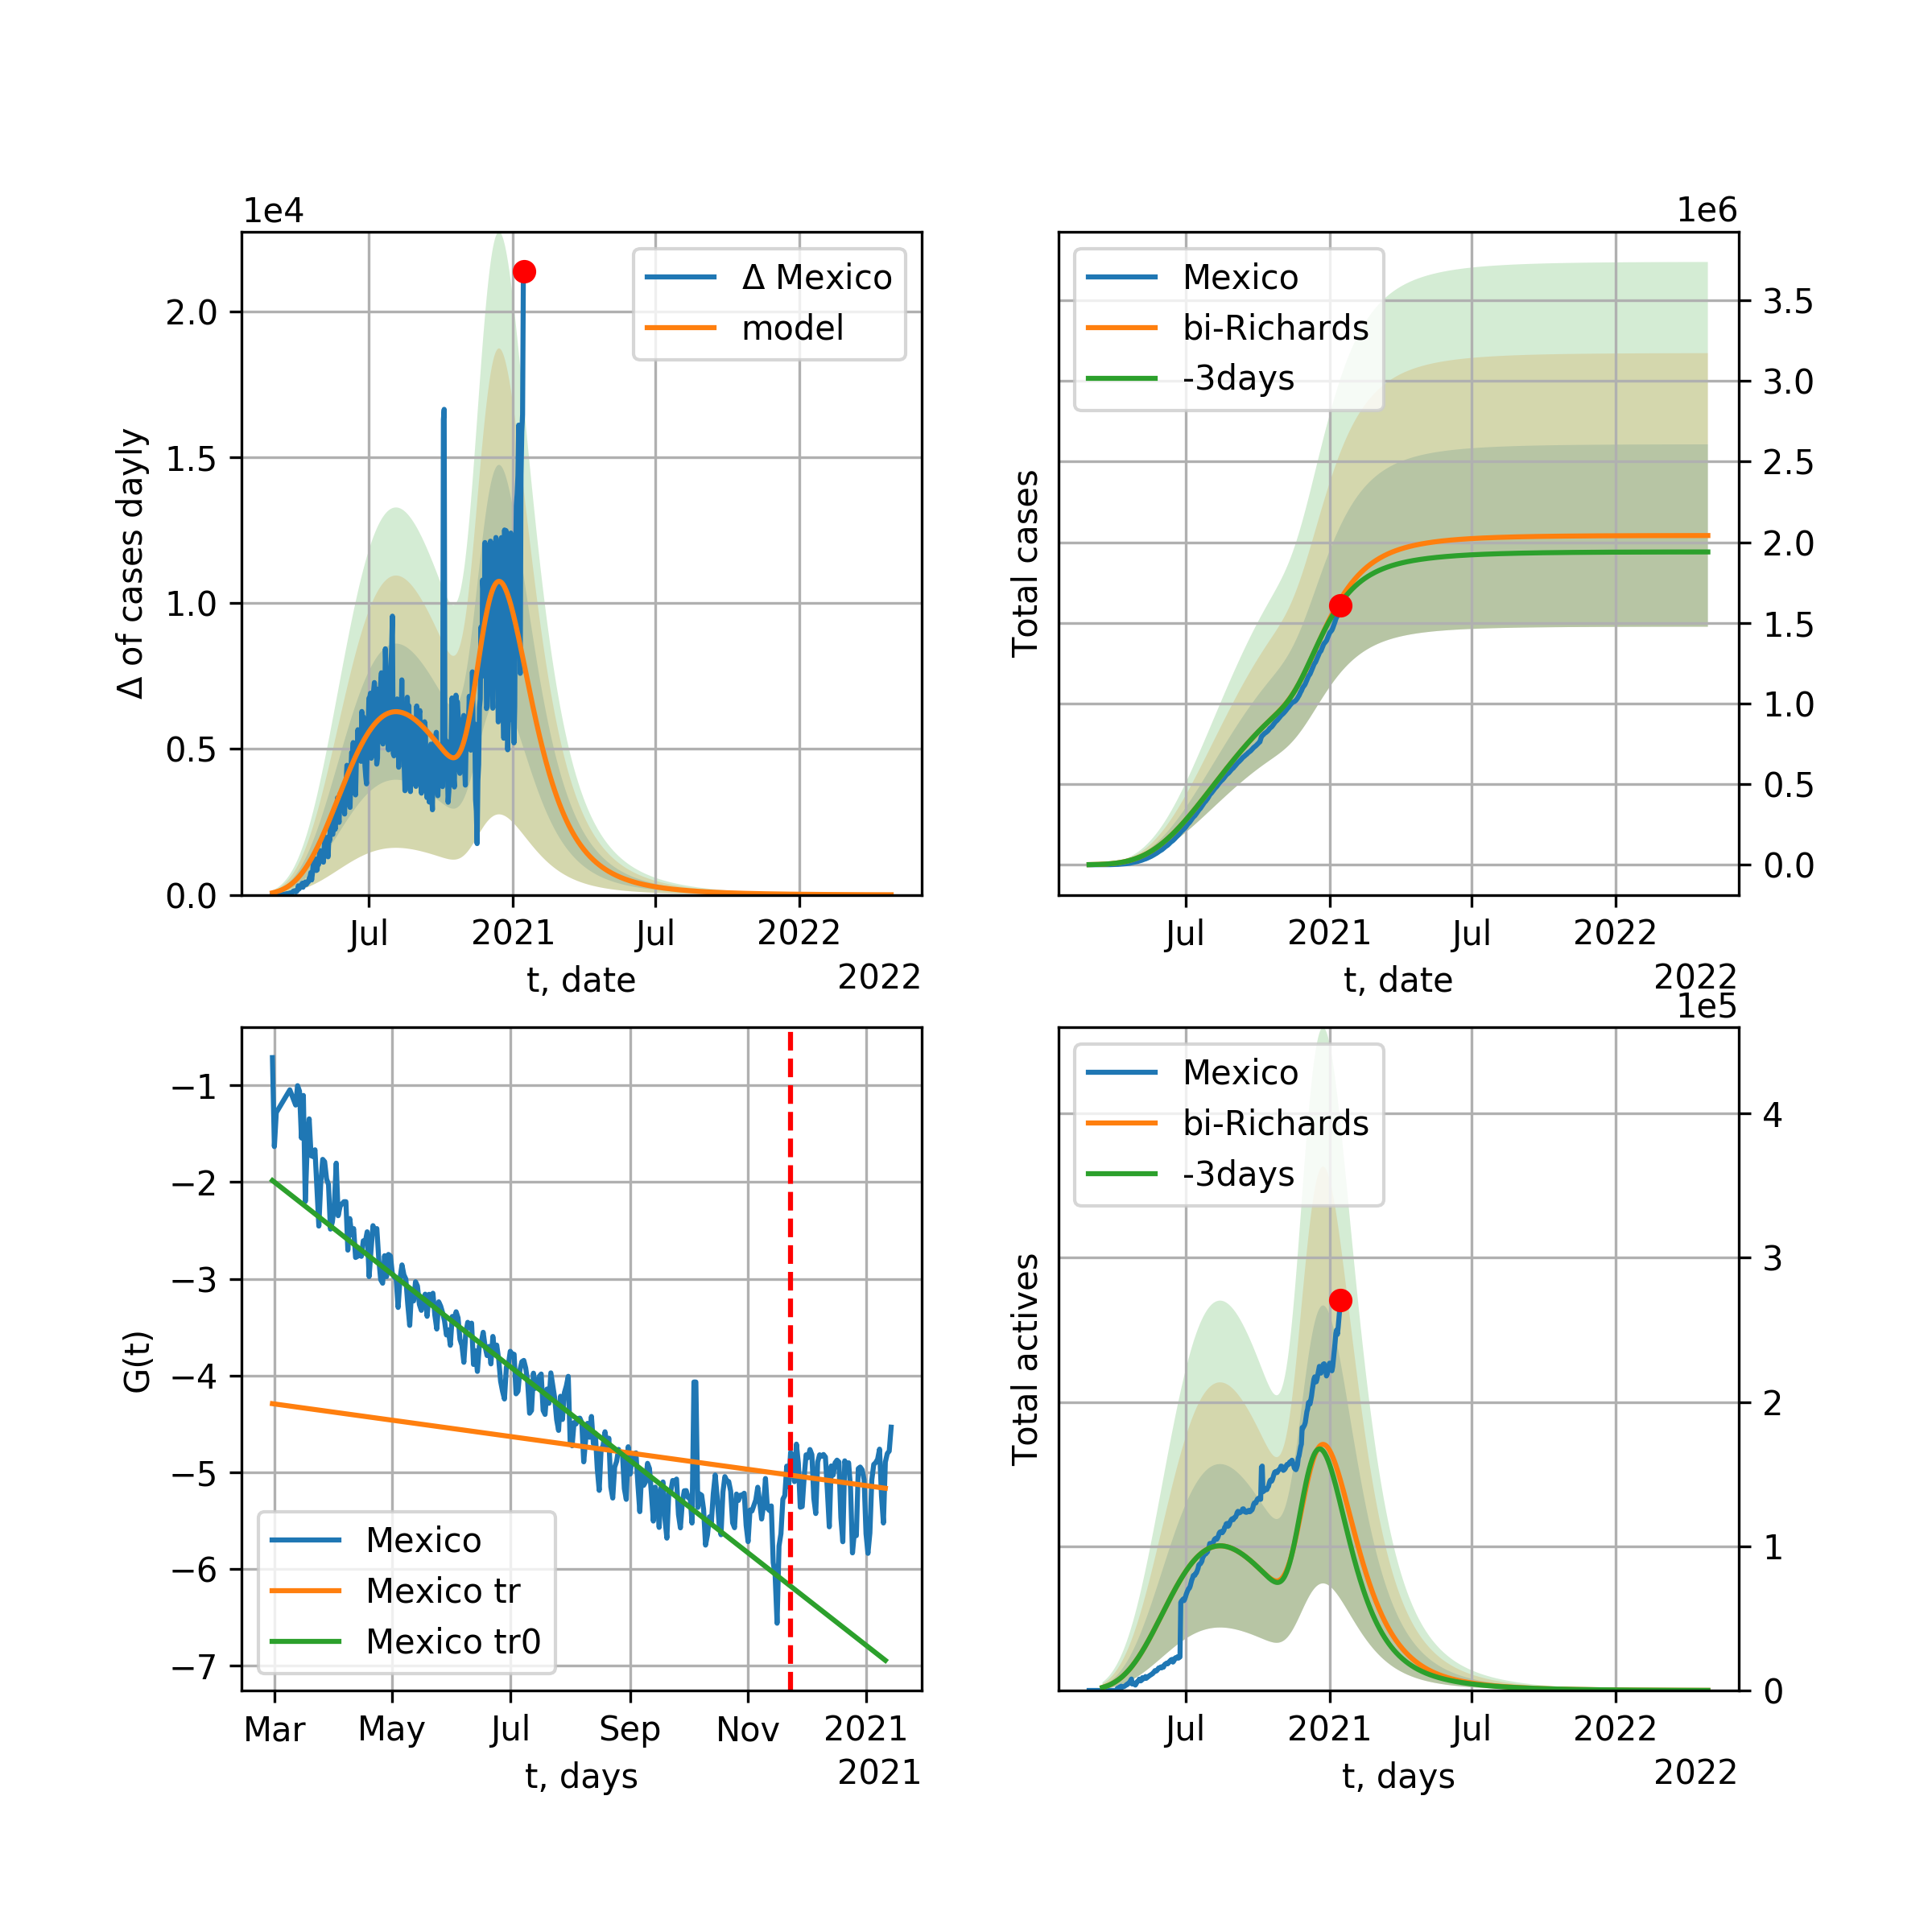 1e4
Δ of cases dayly
2.0
1.5
1.0
0.5
0.0
Δ Mexico
model
Jul 2021 Jul 2022
t, date
2022
1e6
Total cases
Mexico
bi-Richards
-3days
3.5
3.0
2.5
2.0
1.5
1.0
0.5
0.0
Jul 2021 Jul 2022
t, date
2022
G(t)
−1
−2
−3
−4
−5
−6
−7
Mexico
Mexico tr
Mexico tr0
Mar May Jul Sep Nov 2021
t, days
2021
1e5
Total actives
Mexico
bi-Richards
-3days
4
3
2
1
0
Jul 2021 Jul 2022
t, days
2022